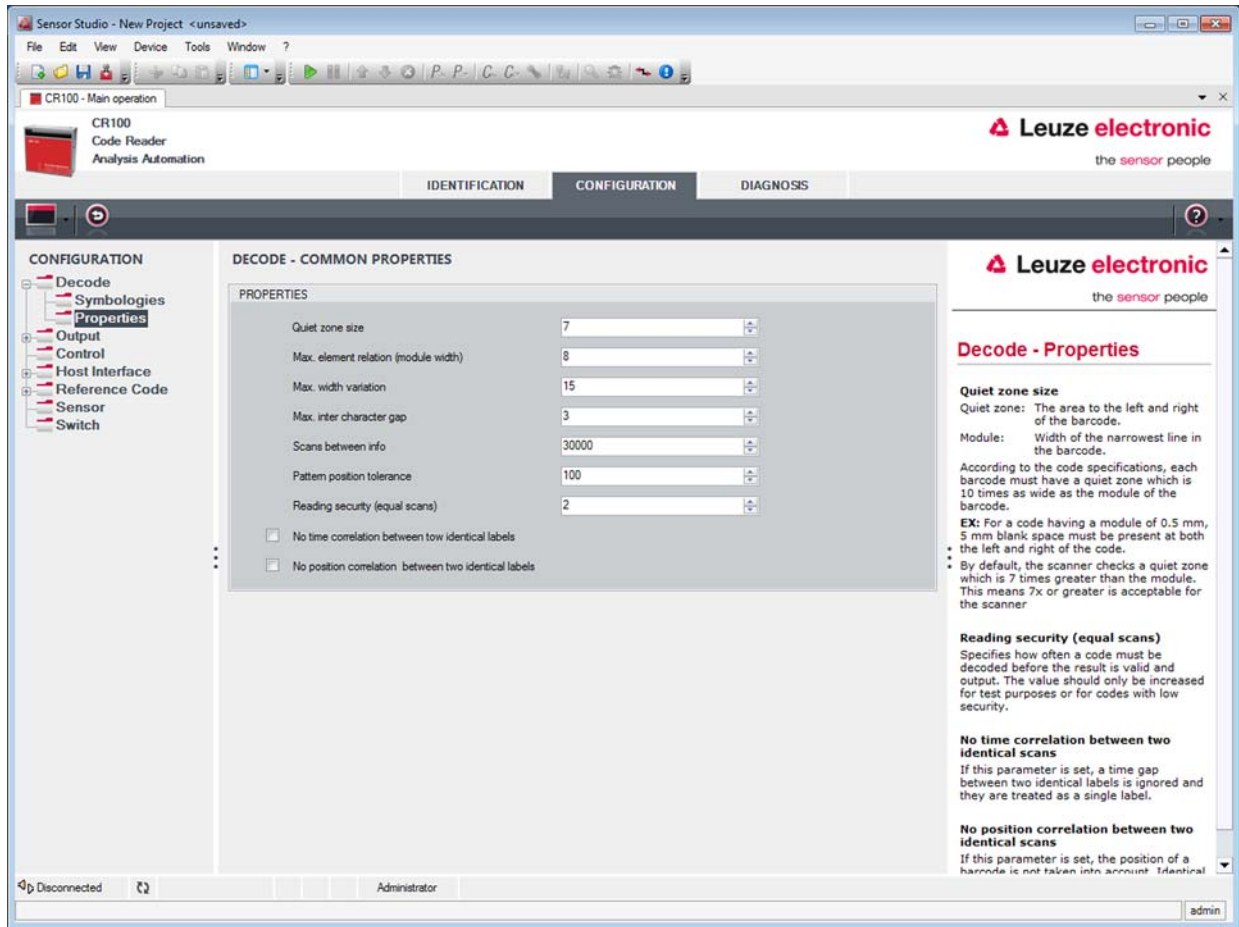 Sensor Studio - New Project <unsaved>
File Edit View Device Tools Window ?
P. P. C. C.
CR100 - Main operation
CR100
Code Reader
Analysis Automation
Leuze electronic
the sensor people
IDENTIFICATION CONFIGURATION DIAGNOSIS
?
CONFIGURATION
Decode
Symbologies
Properties
Output
Control
Host Interface
Reference Code
Sensor
Switch
DECODE - COMMON PROPERTIES
PROPERTIES
Quiet zone size 7
Max. element relation (module width) 8
Max. width variation 15
Max. inter character gap 3
Scans between info 30000
Pattern position tolerance 100
Reading security (equal scans) 2
No time correlation between tow identical labels
No position correlation between two identical labels
Leuze electronic
the sensor people
Decode - Properties
Quiet zone size
Quiet zone: The area to the left and right
of the barcode.
Module: Width of the narrowest line in
the barcode.
According to the code specifications, each
barcode must have a quiet zone which is
10 times as wide as the module of the
barcode.
EX: For a code having a module of 0.5 mm,
5 mm blank space must be present at both
the left and right of the code.
By default, the scanner checks a quiet zone
which is 7 times greater than the module.
This means 7x or greater is acceptable for
the scanner
Reading security (equal scans)
Specifies how often a code must be
decoded before the result is valid and
output. The value should only be increased
for test purposes or for codes with low
security.
No time correlation between two
identical scans
If this parameter is set, a time gap
between two identical labels is ignored and
they are treated as a single label.
No position correlation between two
identical scans
If this parameter is set, the position of a
barcode is not taken into account. Identical
Disconnected Administrator
admin